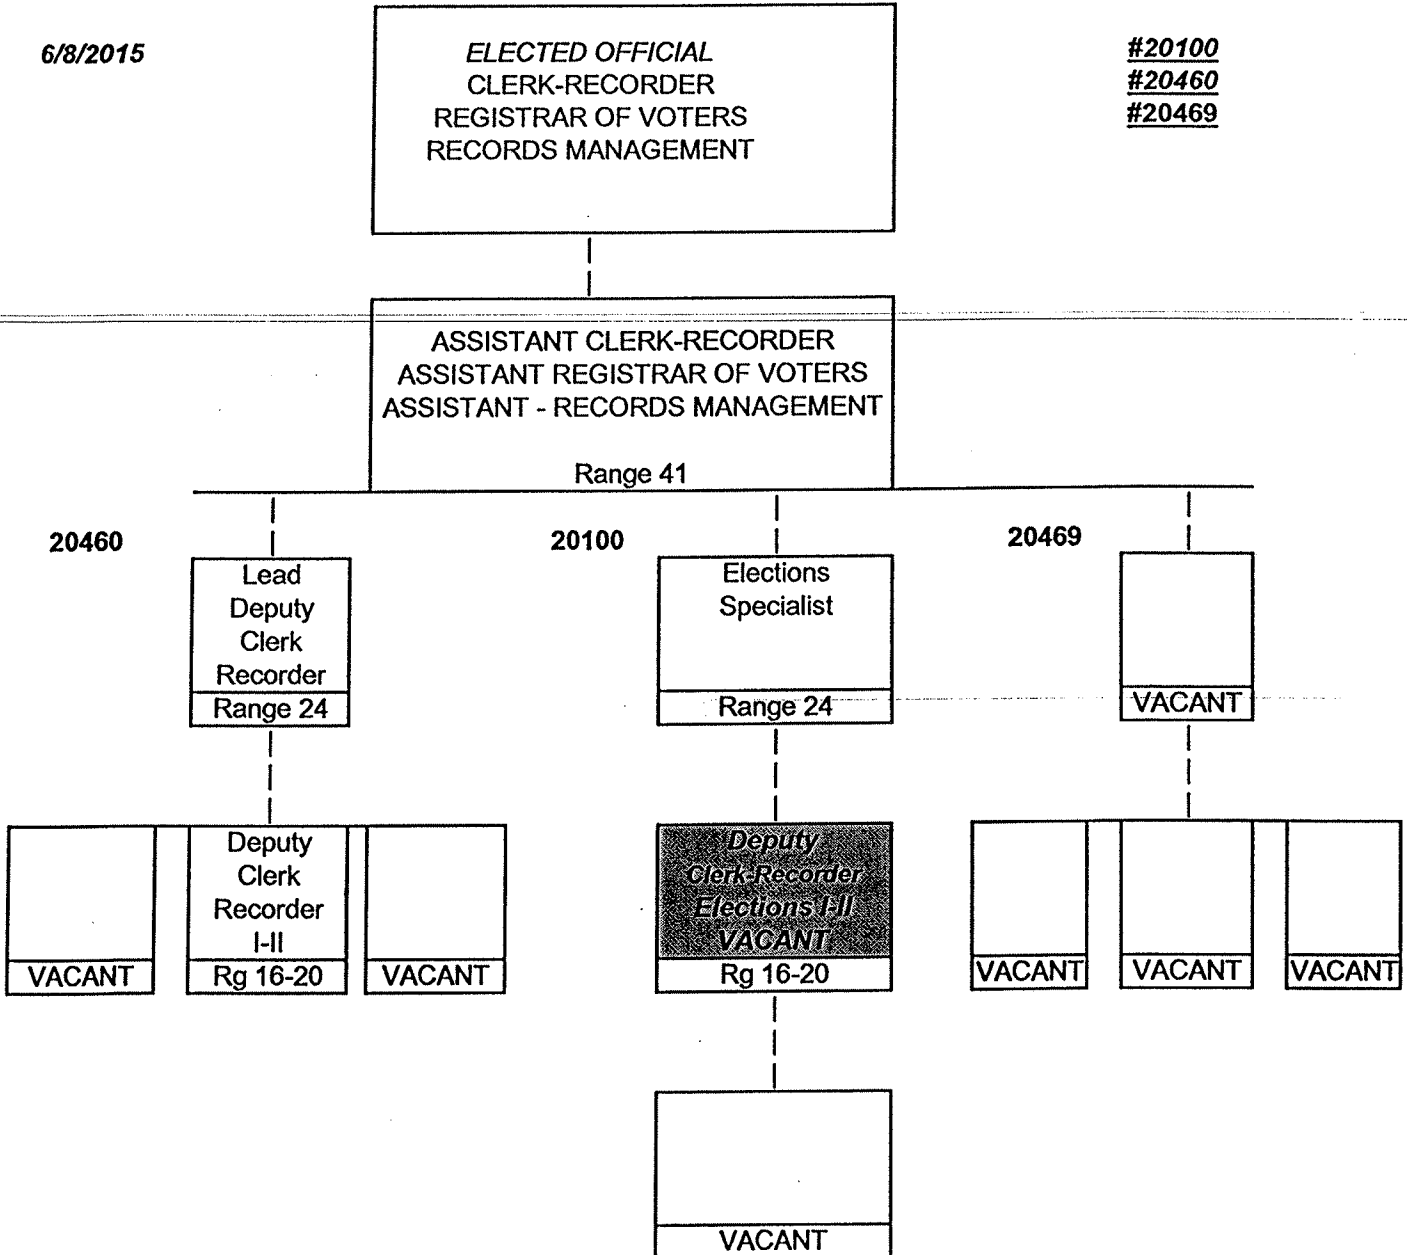 6/8/2015
ELECTED OFFICIAL
CLERK-RECORDER
REGISTRAR OF VOTERS
RECORDS MANAGEMENT
#20100
#20460
#20469
ASSISTANT CLERK-RECORDER
ASSISTANT REGISTRAR OF VOTERS
ASSISTANT - RECORDS MANAGEMENT
Range 41
20460
20100
20469
Lead
Deputy
Clerk
Recorder
Range 24
Elections
Specialist
Range 24
VACANT
VACANT
Deputy
Clerk
Recorder
I-II
Rg 16-20
VACANT
Deputy
Clerk-Recorder
Elections I-II
VACANT
Rg 16-20
VACANT
VACANT
VACANT
VACANT